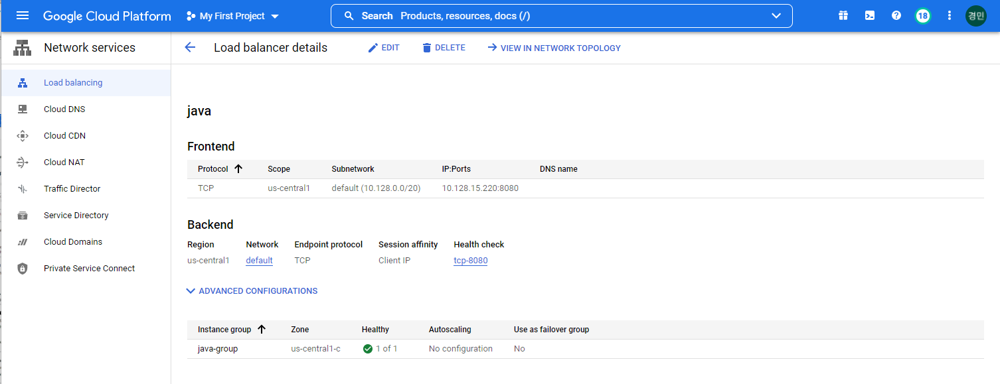 Google Cloud Platform My First Project Search Products, resources, docs (/) 18 경민
Network services Load balancer details EDIT DELETE VIEW IN NETWORK TOPOLOGY
Load balancing
Cloud DNS
Cloud CDN
Cloud NAT
Traffic Director
Service Directory
Cloud Domains
Private Service Connect
java
Frontend
Protocol Scope Subnetwork IP:Ports DNS name
TCP us-central1 default (10.128.0.0/20) 10.128.15.220:8080
Backend
Region Network Endpoint protocol Session affinity Health check
us-central1 default TCP Client IP tcp-8080
ADVANCED CONFIGURATIONS
Instance group Zone Healthy Autoscaling Use as failover group
java-group us-central1-c 1 of 1 No configuration No